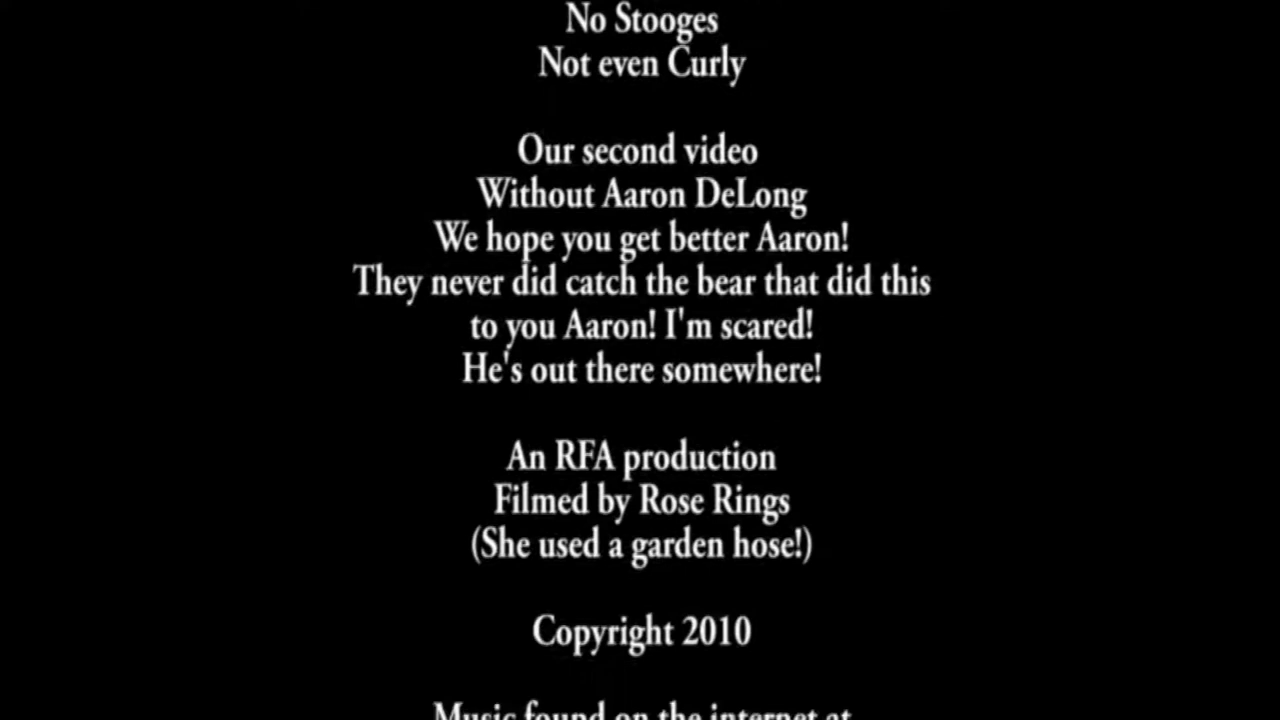 No Stooges
Not even Curly
Our second video
Without Aaron DeLong
We hope you get better Aaron!
They never did catch the bear that did this
to you Aaron! I'm scared!
He's out there somewhere!
An RFA production
Filmed by Rose Rings
(She used a garden hose!)
Copyright 2010
Music found on the internet at